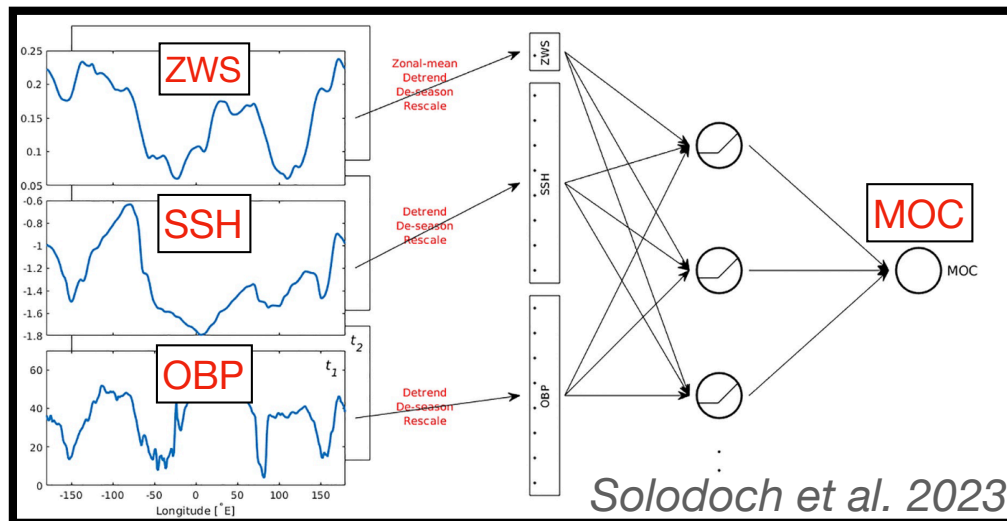 0.25
0.2
0.15
0.1
0.05
ZWS
Zonal-mean
Detrend
De-season
Rescale
-0.6
-0.8
-1
-1.2
-1.4
-1.6
-1.8
SSH
Detrend
De-season
Rescale
t2
t1
60
40
20
0
OBP
Detrend
De-season
Rescale
-150
-100
-50
0
50
100
150
Longitude [°E]
ZWS
SSH
OBP
MOC
MOC
Solodoch et al. 2023